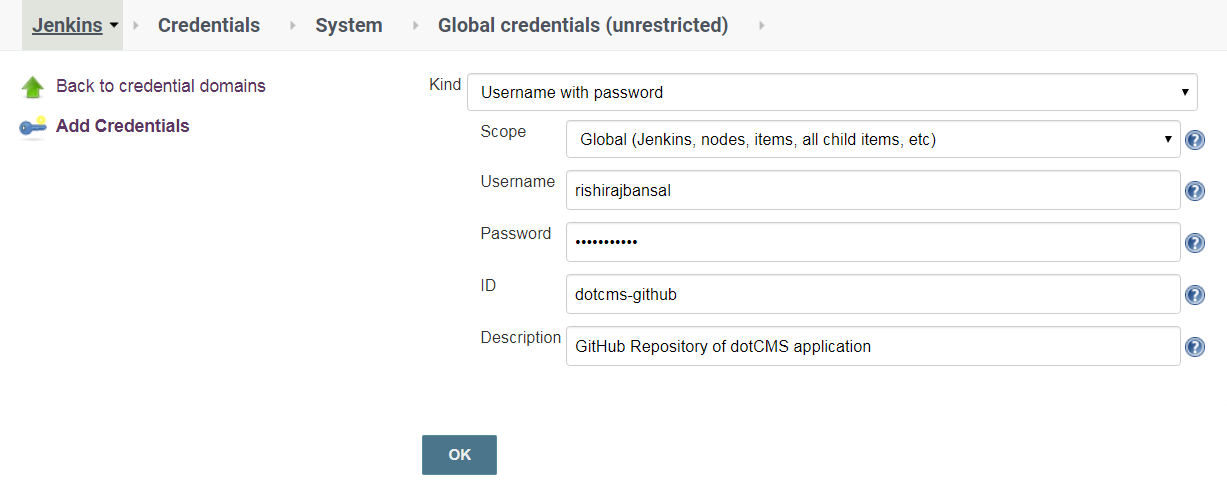 Jenkins Credentials System Global credentials (unrestricted)
Back to credential domains
Add Credentials
Kind Username with password
Scope Global (Jenkins, nodes, items, all child items, etc)
Username rishirajbansal
Password •••••••••••
ID dotcms-github
Description GitHub Repository of dotCMS application
OK